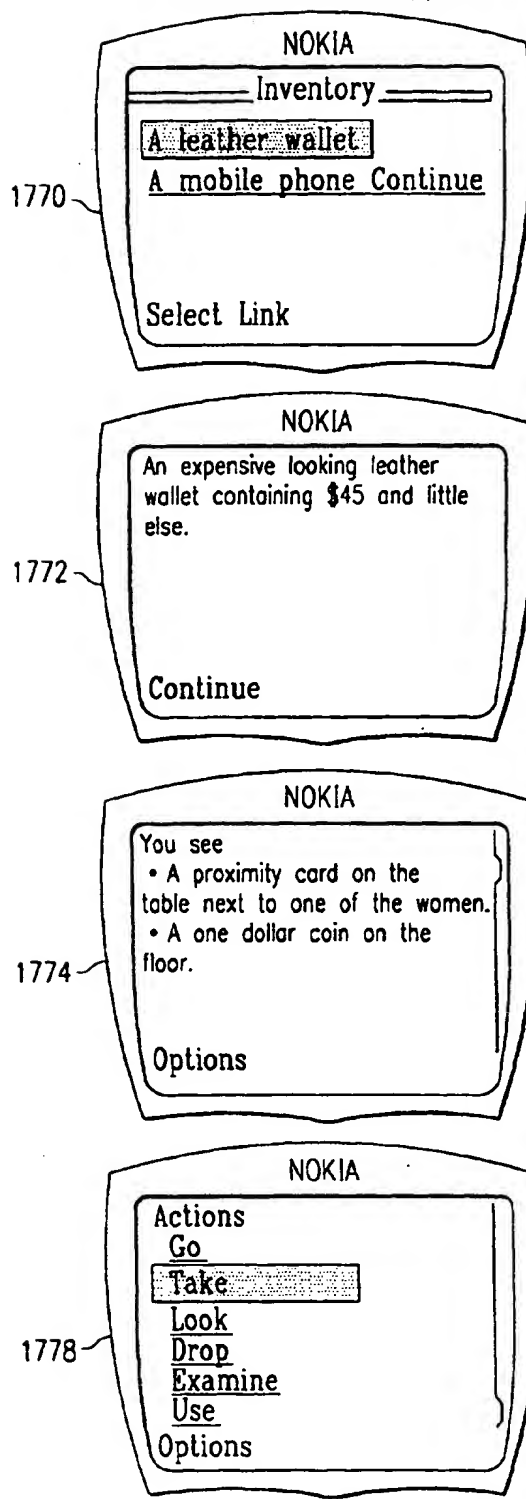 NOKIA
Inventory
A leather wallet
A mobile phone Continue
1770
Select Link
NOKIA
An expensive looking leather
wallet containing $45 and little
else.
1772
Continue
NOKIA
You see
• A proximity card on the
table next to one of the women.
• A one dollar coin on the
floor.
1774
Options
NOKIA
Actions
Go
Take
Look
Drop
Examine
Use
1778
Options